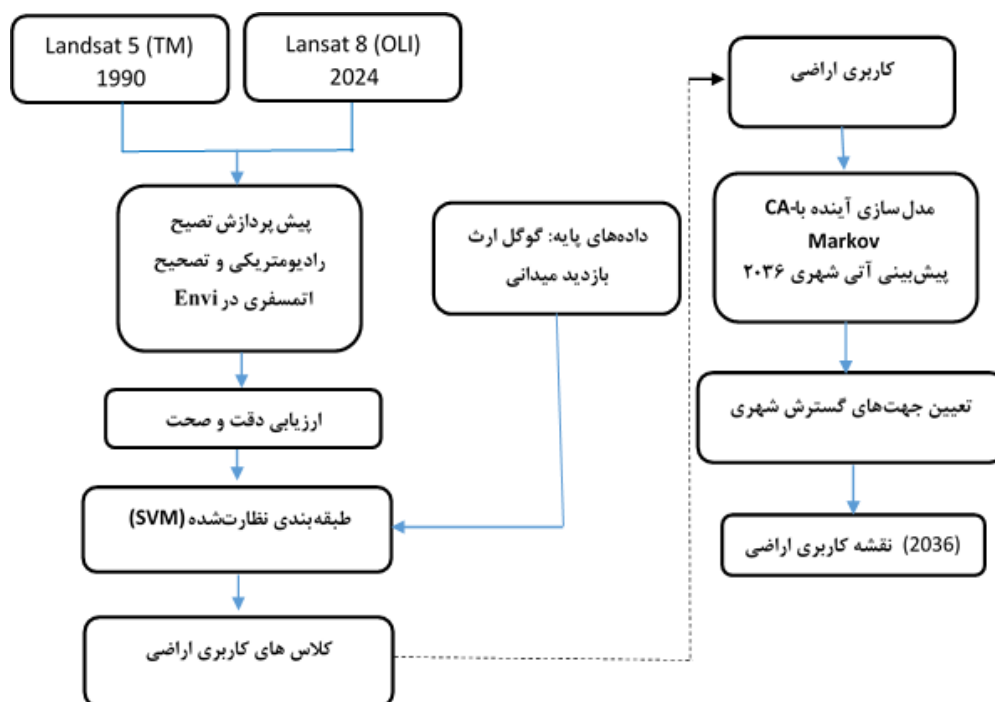 Landsat 5 (TM)
1990
Lansat 8 (OLI)
2024
پیش‌پردازش تصیح
رادیومتریکی و تصحیح
اتمسفری در Envi
ارزیابی دقت و صحت
طبقه‌بندی نظارت‌شده (SVM)
کلاس های کاربری اراضی
داده‌های پایه: گوگل ارث
بازدید میدانی
کاربری اراضی
مدل‌سازی آینده با-CA
Markov
پیش‌بینی آتی شهری ۲۰۳۶
تعیین جهت‌های گسترش شهری
(2036) نقشه کاربری اراضی